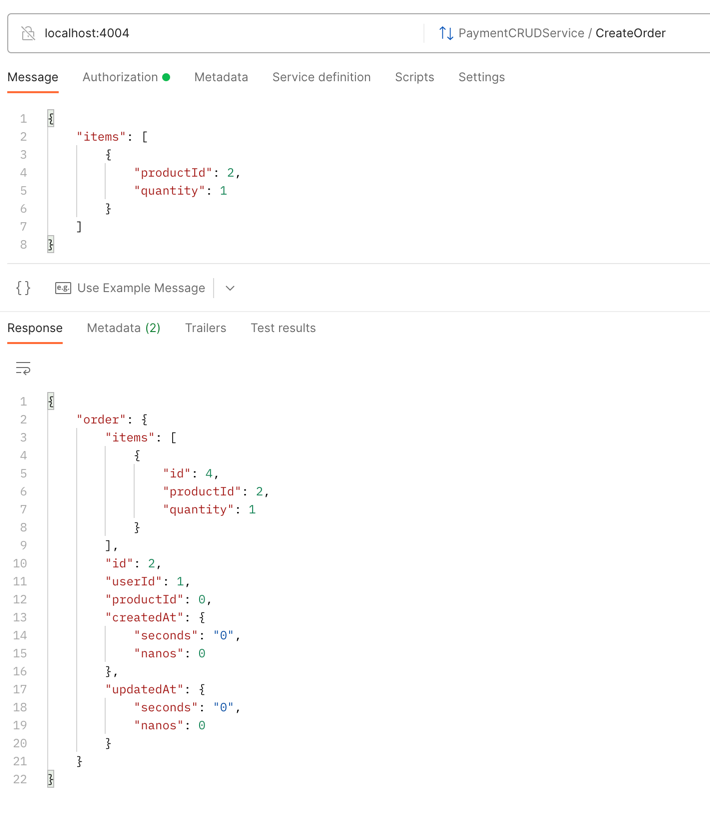 localhost:4004 PaymentCRUDService / CreateOrder
Message Authorization Metadata Service definition Scripts Settings
1 {
2 "items": [
3 {
4 "productId": 2,
5 "quantity": 1
6 }
7 ]
8 }
{} e.g. Use Example Message
Response Metadata (2) Trailers Test results
1 {
2 "order": {
3 "items": [
4 {
5 "id": 4,
6 "productId": 2,
7 "quantity": 1
8 }
9 ],
10 "id": 2,
11 "userId": 1,
12 "productId": 0,
13 "createdAt": {
14 "seconds": "0",
15 "nanos": 0
16 },
17 "updatedAt": {
18 "seconds": "0",
19 "nanos": 0
20 }
21 }
22 }